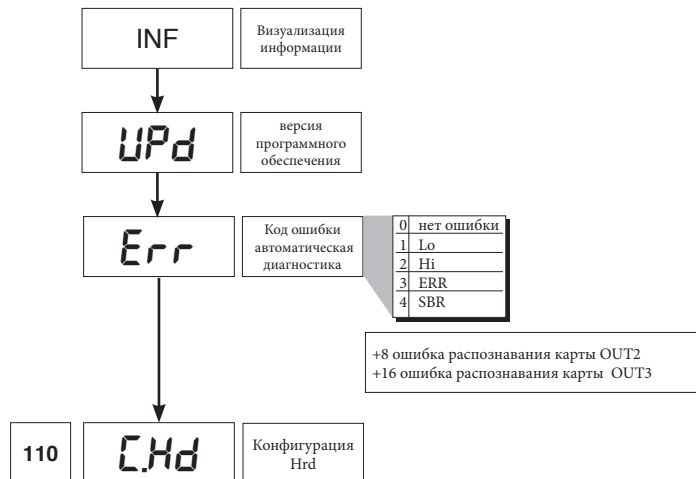 INF
Визуализация
информации
UPd
версия
программного
обеспечения
Err
Код ошибки
автоматическая
диагностика
0 нет ошибки
1 Lo
2 Hi
3 ERR
4 SBR
+8 ошибка распознавания карты OUT2
+16 ошибка распознавания карты OUT3
110
C.Hd
Конфигурация
Hrd